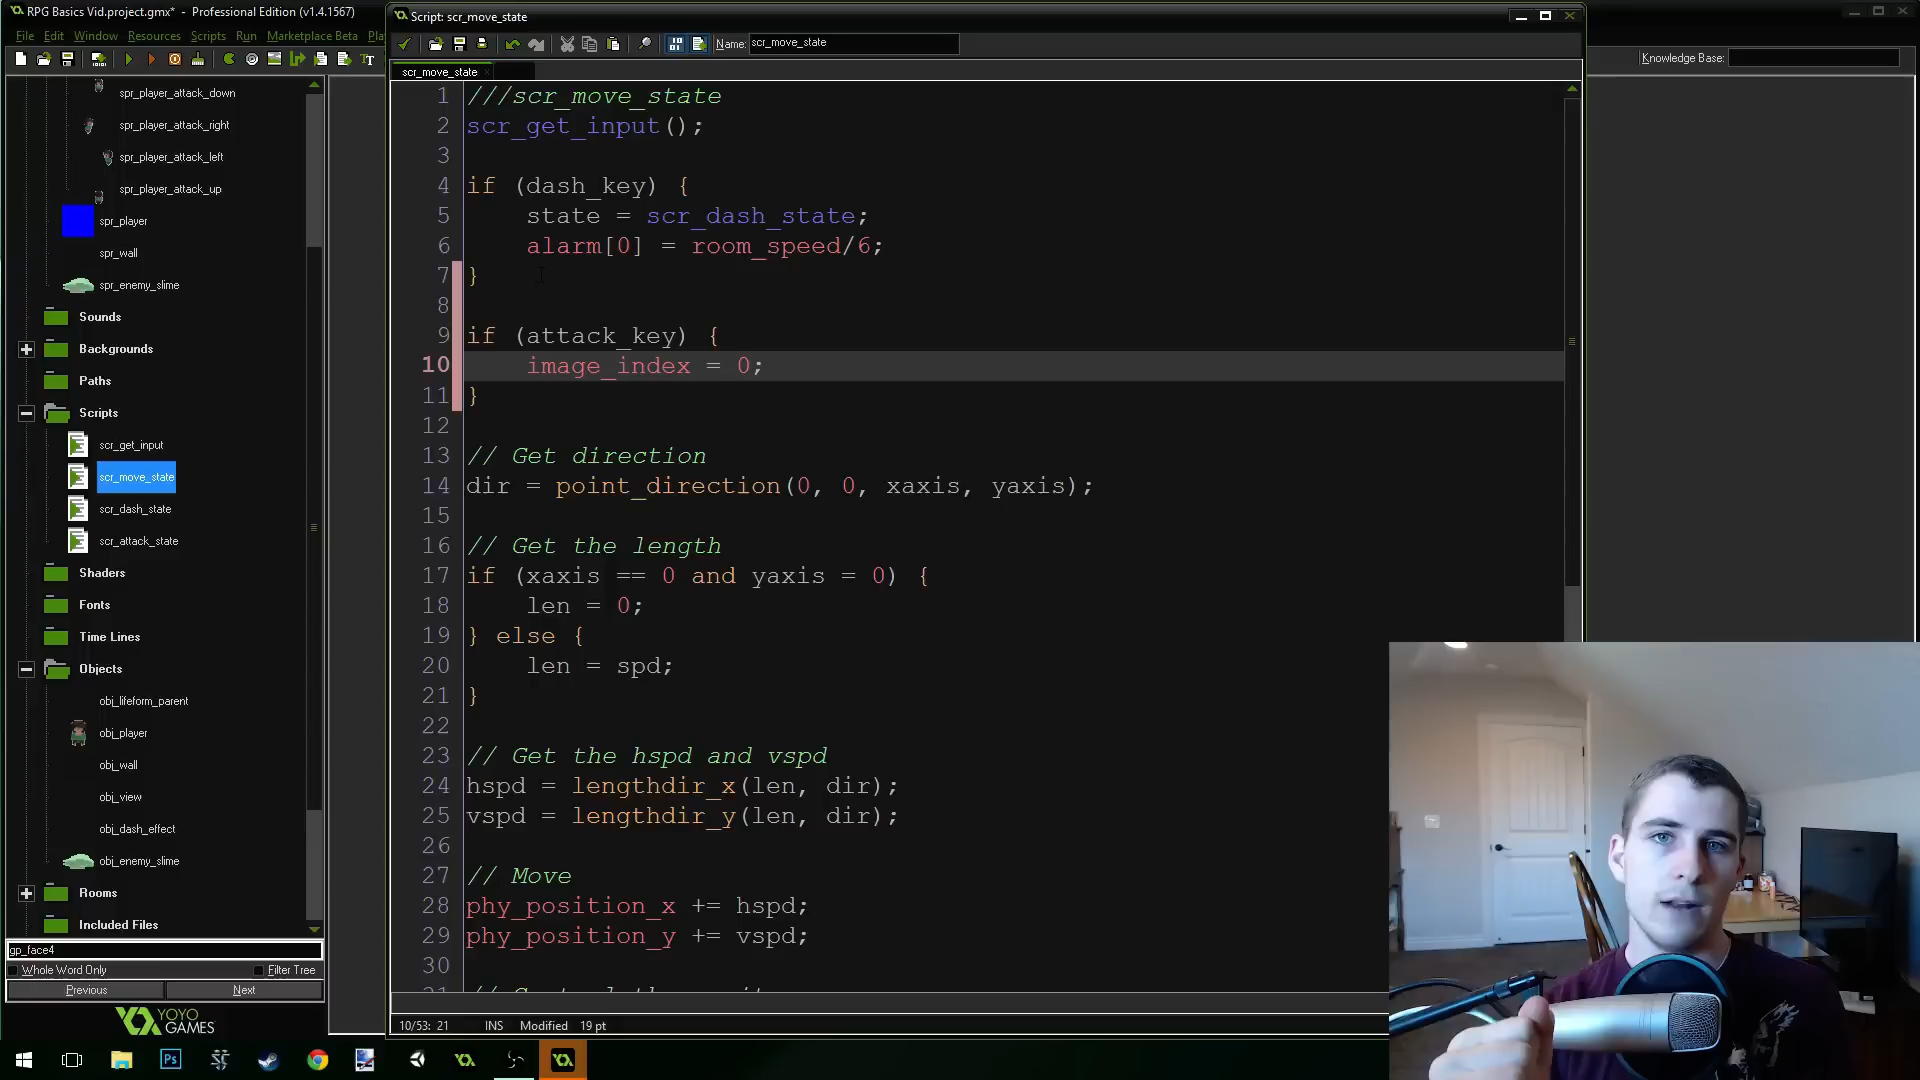 RPG Basics Vid.project.gmx* - Professional Edition (v1.4.1567)
File Edit Window Resources Scripts Run Marketplace Beta
spr_player_attack_down
spr_player_attack_right
spr_player_attack_left
spr_player_attack_up
spr_player
spr_wall
spr_enemy_slime
Sounds
Backgrounds
Paths
Scripts
scr_get_input
scr_move_state
scr_dash_state
scr_attack_state
Shaders
Fonts
Time Lines
Objects
obj_lifeform_parent
obj_player
obj_wall
obj_view
obj_dash_effect
obj_enemy_slime
Rooms
Included Files
gp_face4
Whole Word Only Filter Tree
Previous Next
YOYO
GAMES
Script: scr_move_state
Name: scr_move_state
scr_move_state
1 ///scr_move_state
2 scr_get_input();
3
4 if (dash_key) {
5 state = scr_dash_state;
6 alarm[0] = room_speed/6;
7 }
8
9 if (attack_key) {
10 image_index = 0;
11 }
12
13 // Get direction
14 dir = point_direction(0, 0, xaxis, yaxis);
15
16 // Get the length
17 if (xaxis == 0 and yaxis = 0) {
18 len = 0;
19 } else {
20 len = spd;
21 }
22
23 // Get the hspd and vspd
24 hspd = lengthdir_x(len, dir);
25 vspd = lengthdir_y(len, dir);
26
27 // Move
28 phy_position_x += hspd;
29 phy_position_y += vspd;
30
10/53: 21 INS Modified 19 pt
Knowledge Base:
Ps